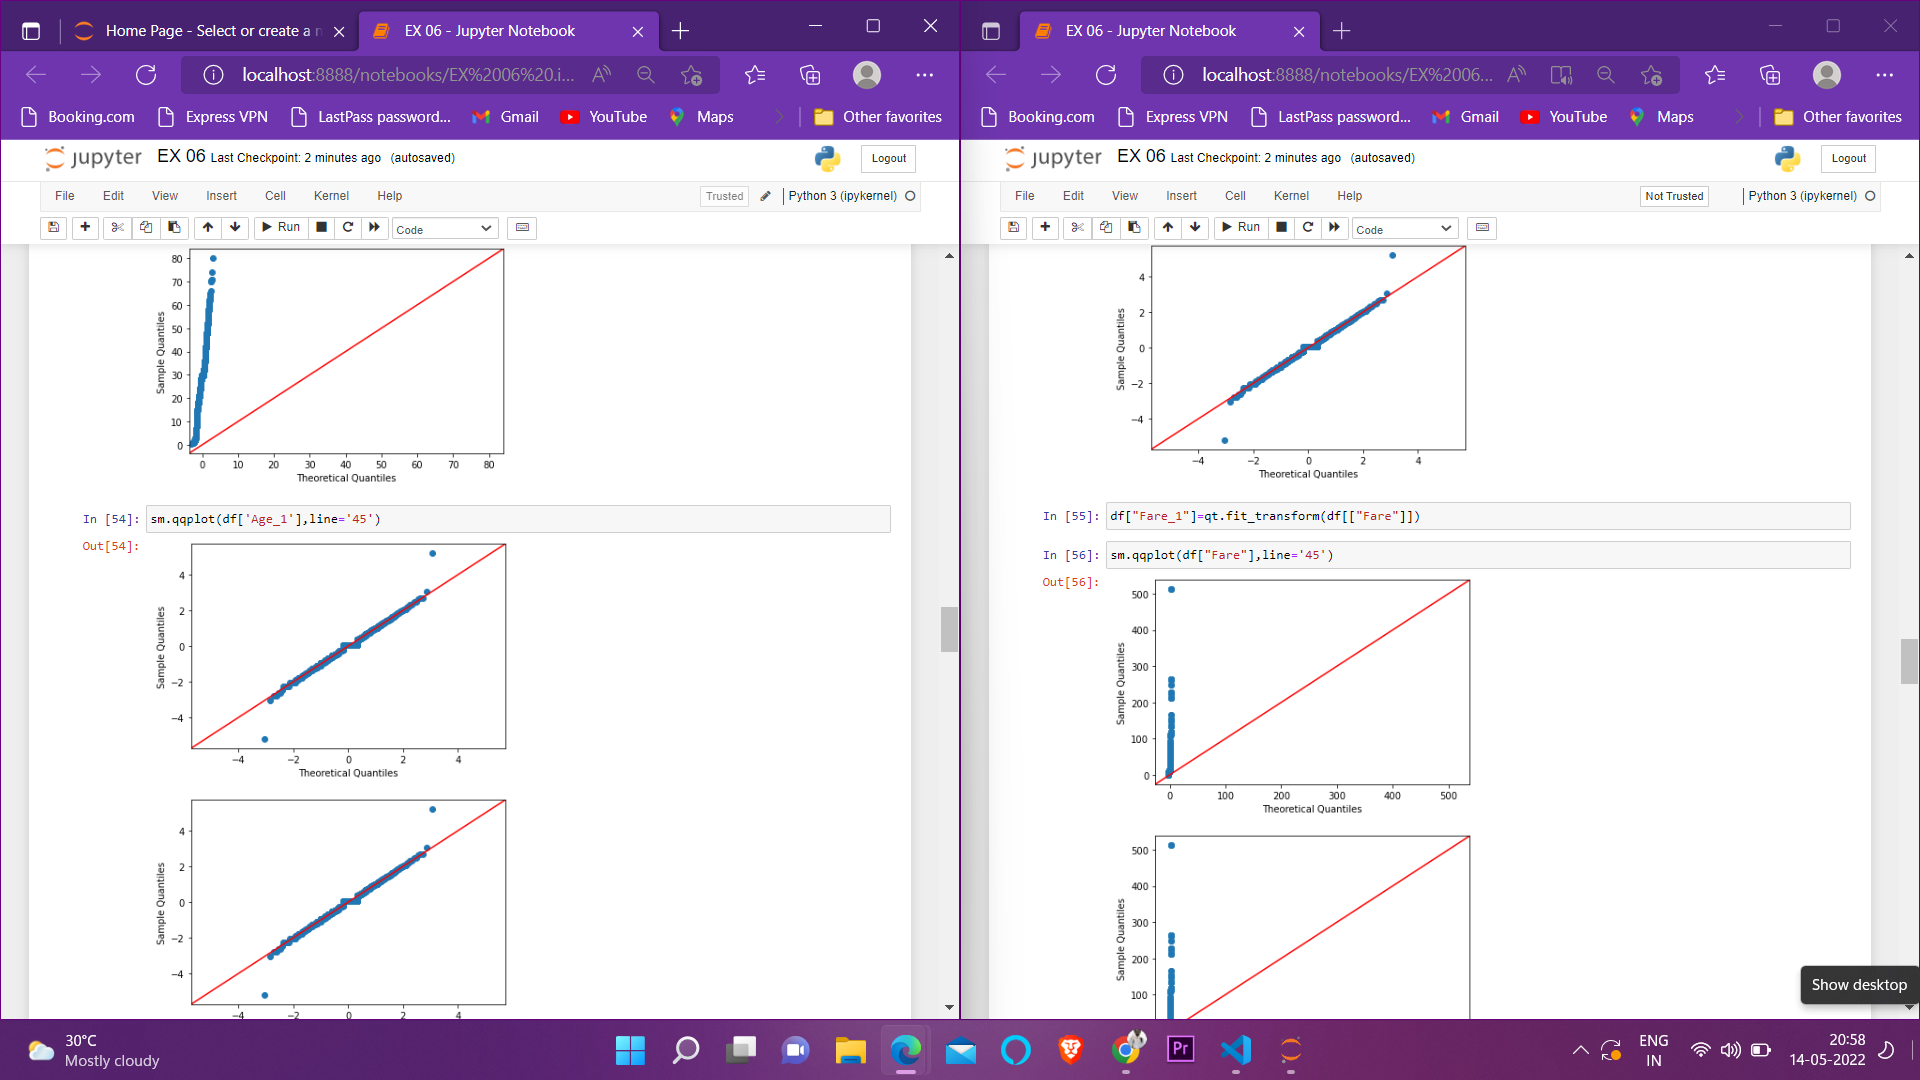 Home Page - Select or create a n
EX 06 - Jupyter Notebook
localhost:8888/notebooks/EX%2006%20.i...
Booking.com Express VPN LastPass password... Gmail YouTube Maps Other favorites
jupyter EX 06 Last Checkpoint: 2 minutes ago (autosaved) Logout
File Edit View Insert Cell Kernel Help Trusted Python 3 (ipykernel)
Run Code
80
70
60
50
40
30
20
10
0
Sample Quantiles
0 10 20 30 40 50 60 70 80
Theoretical Quantiles
In [54]: sm.qqplot(df['Age_1'],line='45')
Out[54]:
4
2
0
−2
−4
Sample Quantiles
−4 −2 0 2 4
Theoretical Quantiles
4
2
0
−2
−4
Sample Quantiles
−4 −2 0 2 4
EX 06 - Jupyter Notebook
localhost:8888/notebooks/EX%2006...
Booking.com Express VPN LastPass password... Gmail YouTube Maps Other favorites
jupyter EX 06 Last Checkpoint: 2 minutes ago (autosaved) Logout
File Edit View Insert Cell Kernel Help Not Trusted Python 3 (ipykernel)
Run Code
4
2
0
−2
−4
Sample Quantiles
−4 −2 0 2 4
Theoretical Quantiles
In [55]: df["Fare_1"]=qt.fit_transform(df[["Fare"]])
In [56]: sm.qqplot(df["Fare"],line='45')
Out[56]:
500
400
300
200
100
0
Sample Quantiles
0 100 200 300 400 500
Theoretical Quantiles
500
400
300
200
100
Sample Quantiles
Show desktop
30°C
Mostly cloudy
Pr
ENG
IN
20:58
14-05-2022